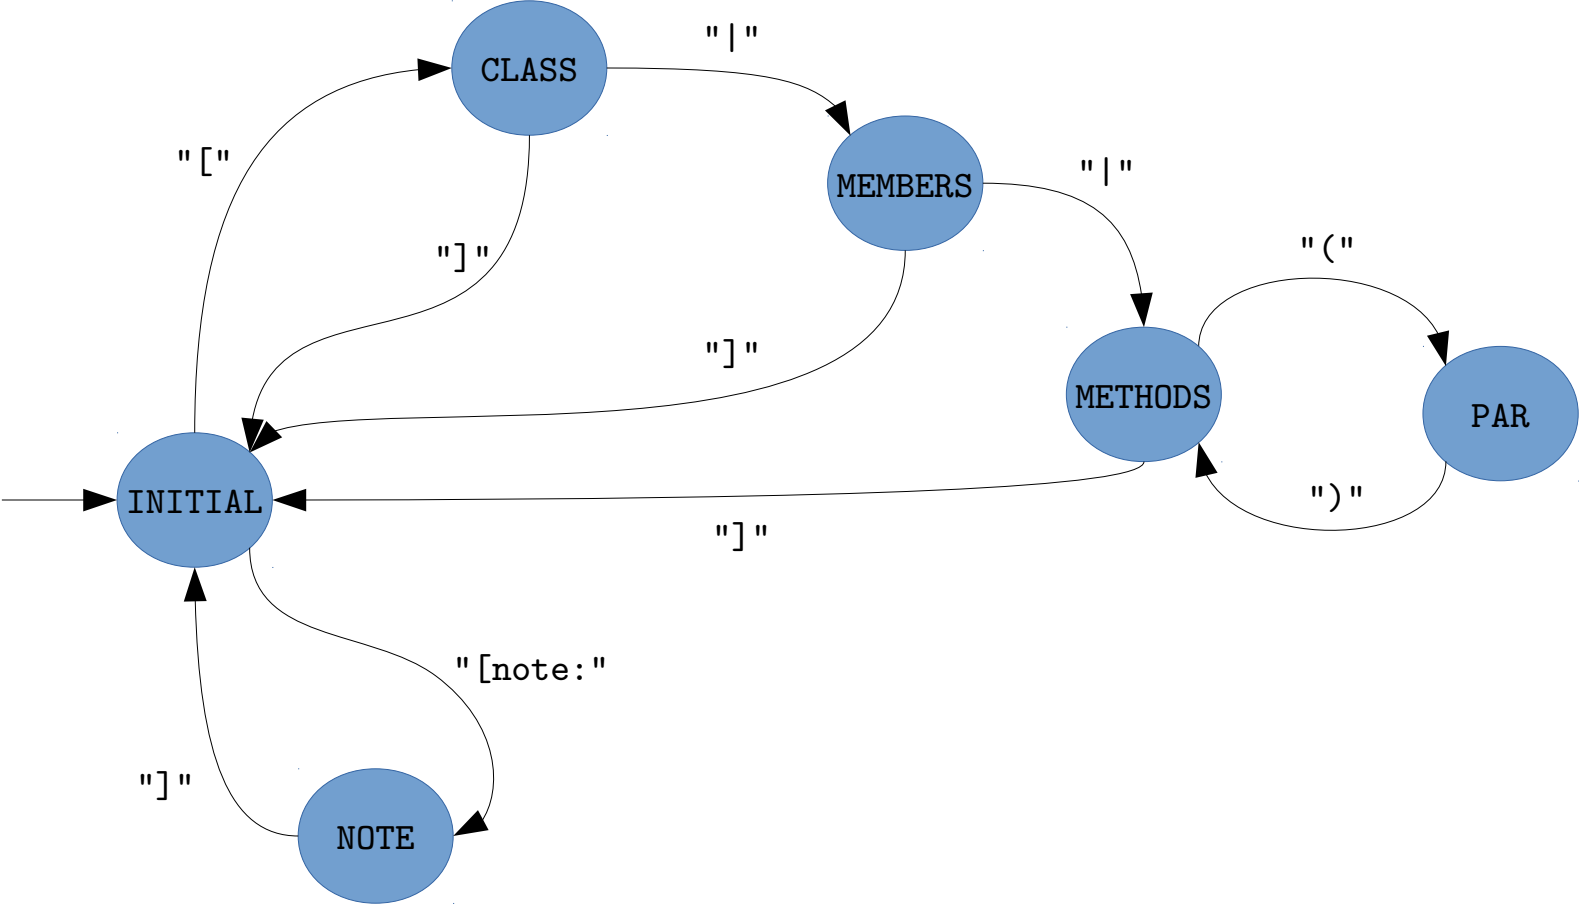 "|"
CLASS
"["
"|"
MEMBERS
"]"
"("
"]"
METHODS
PAR
INITIAL
")"
"]"
"[note:"
"]"
NOTE